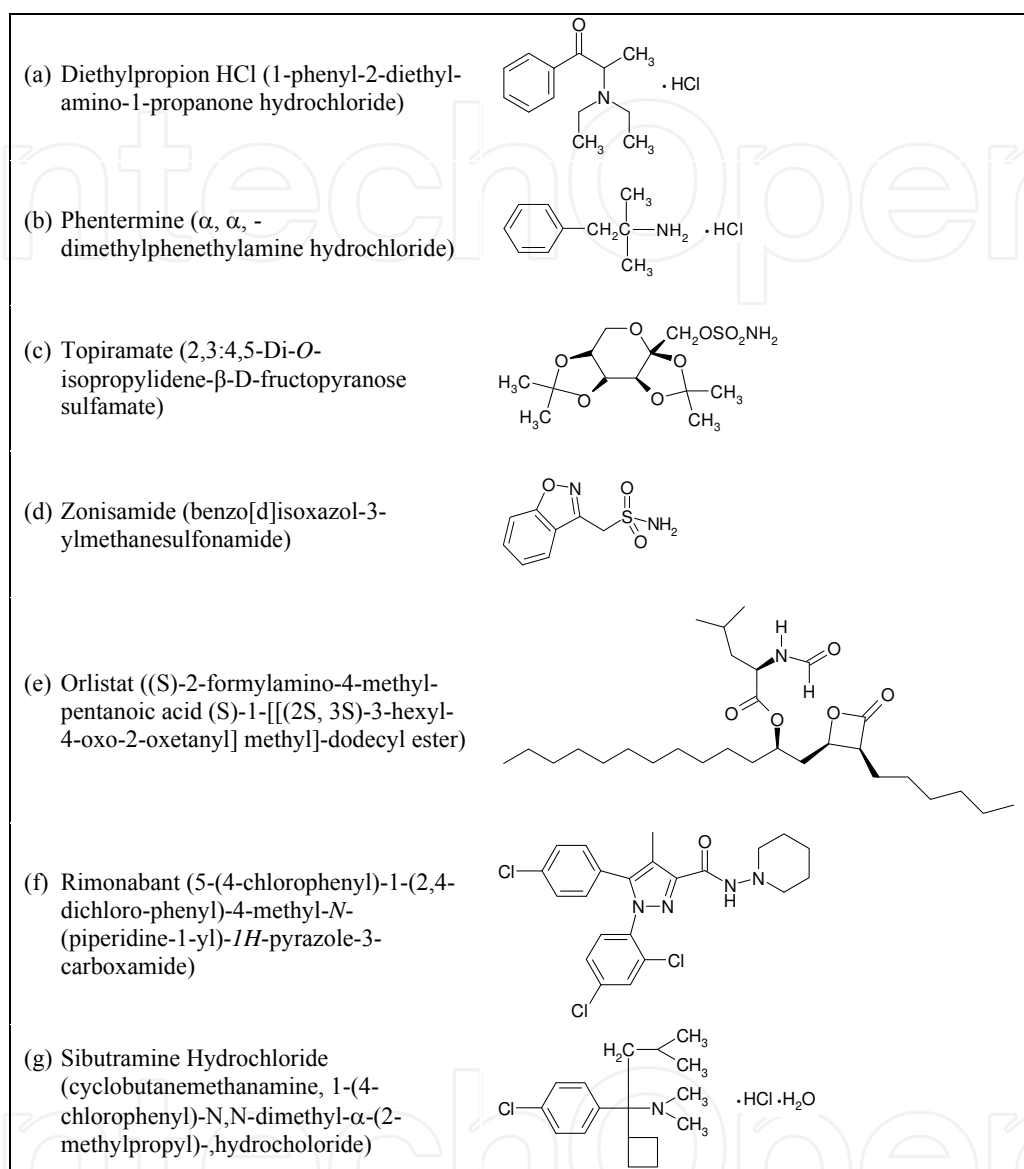 (a) Diethylpropion HCl (1-phenyl-2-diethyl-
amino-1-propanone hydrochloride)
O
CH3
N
CH3 CH3
· HCl
(b) Phentermine (α, α, -
dimethylphenethylamine hydrochloride)
CH3
CH2 NH2
CH3
· HCl
(c) Topiramate (2,3:4,5-Di-O-
isopropylidene-β-D-fructopyranose
sulfamate)
O CH2OSO2NH2
O O
H3C O O CH3
H3C CH3
(d) Zonisamide (benzo[d]isoxazol-3-
ylmethanesulfonamide)
O N O
S NH2
O
(e) Orlistat ((S)-2-formylamino-4-methyl-
pentanoic acid (S)-1-[[(2S, 3S)-3-hexyl-
4-oxo-2-oxetanyl] methyl]-dodecyl ester)
H
N O
H
O O
O O
(f) Rimonabant (5-(4-chlorophenyl)-1-(2,4-
dichloro-phenyl)-4-methyl-N-
(piperidine-1-yl)-1H-pyrazole-3-
carboxamide)
O
Cl
N N
N N H
Cl
Cl
(g) Sibutramine Hydrochloride
(cyclobutanemethanamine, 1-(4-
chlorophenyl)-N,N-dimethyl-α-(2-
methylpropyl)-,hydrocholoride)
CH3
H2C
CH3
Cl CH3
N
CH3
·HCl ·H2O
ntechOpen
ntechOpen